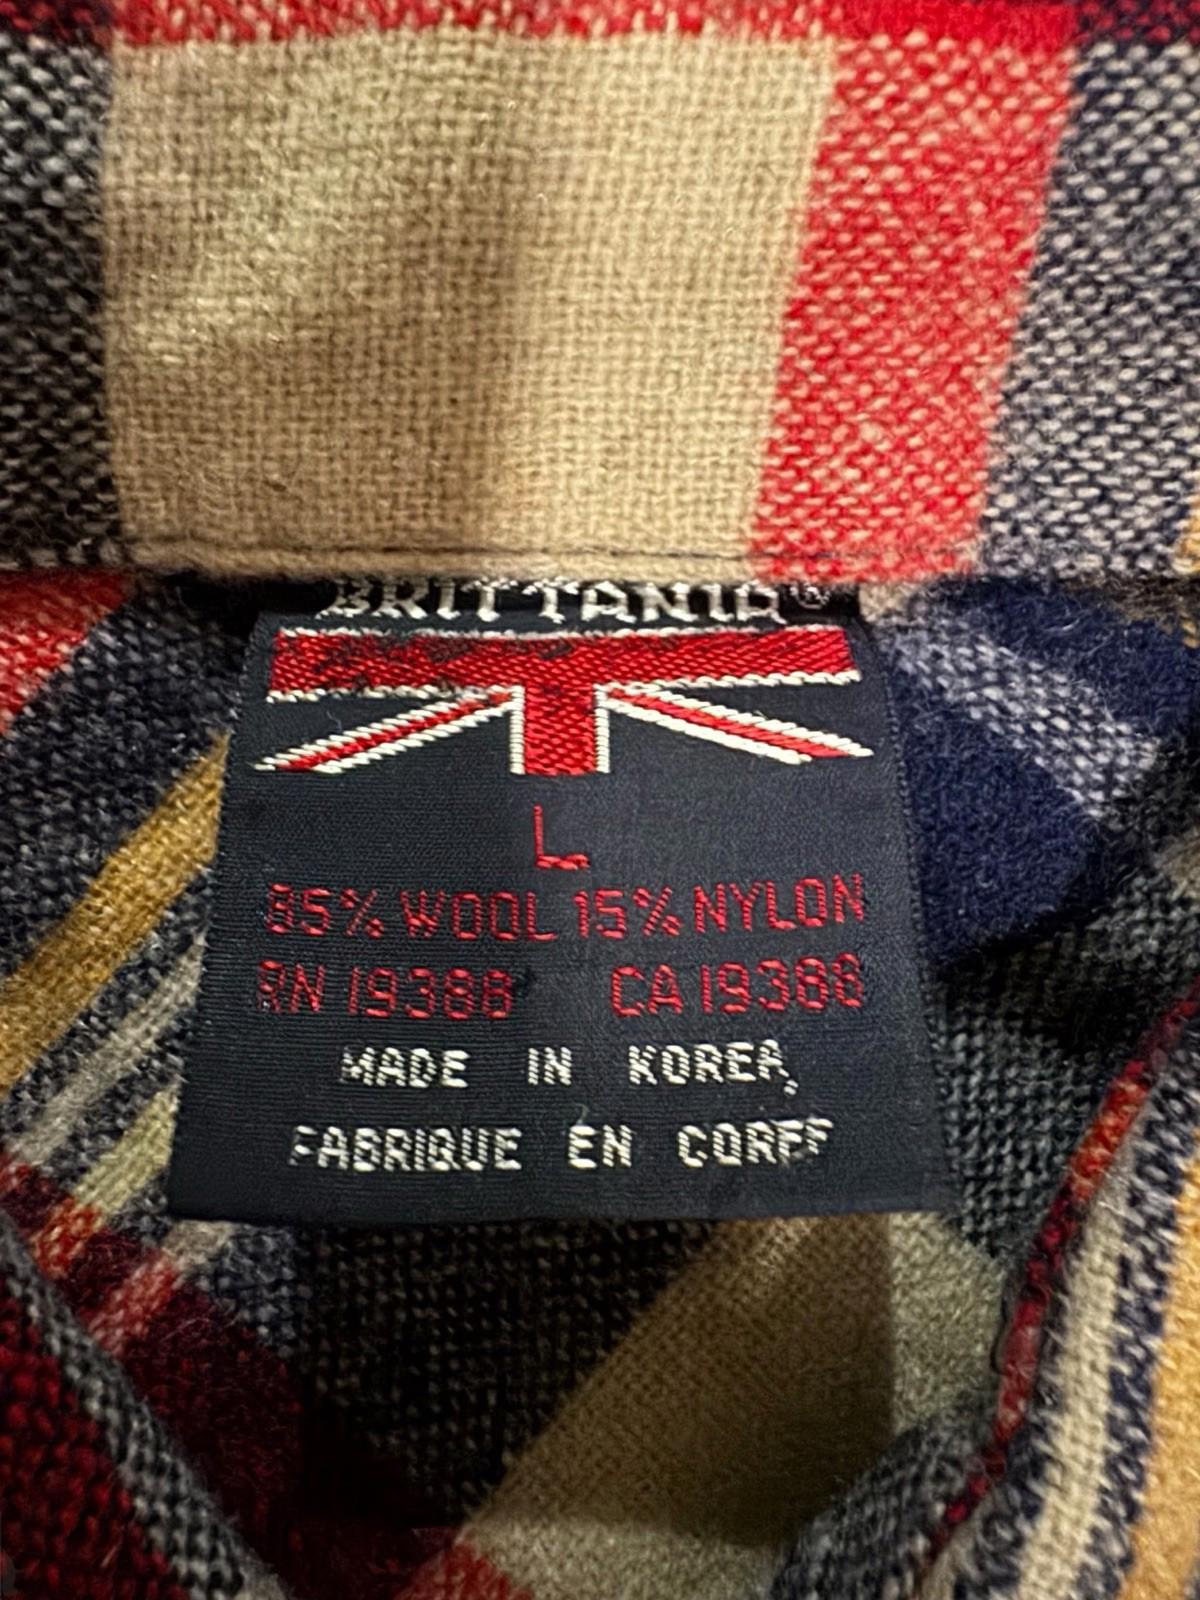 BRITTANIA®
L
85% WOOL 15% NYLON
RN 19388 CA 19388
MADE IN KOREA,
FABRIQUE EN COREE